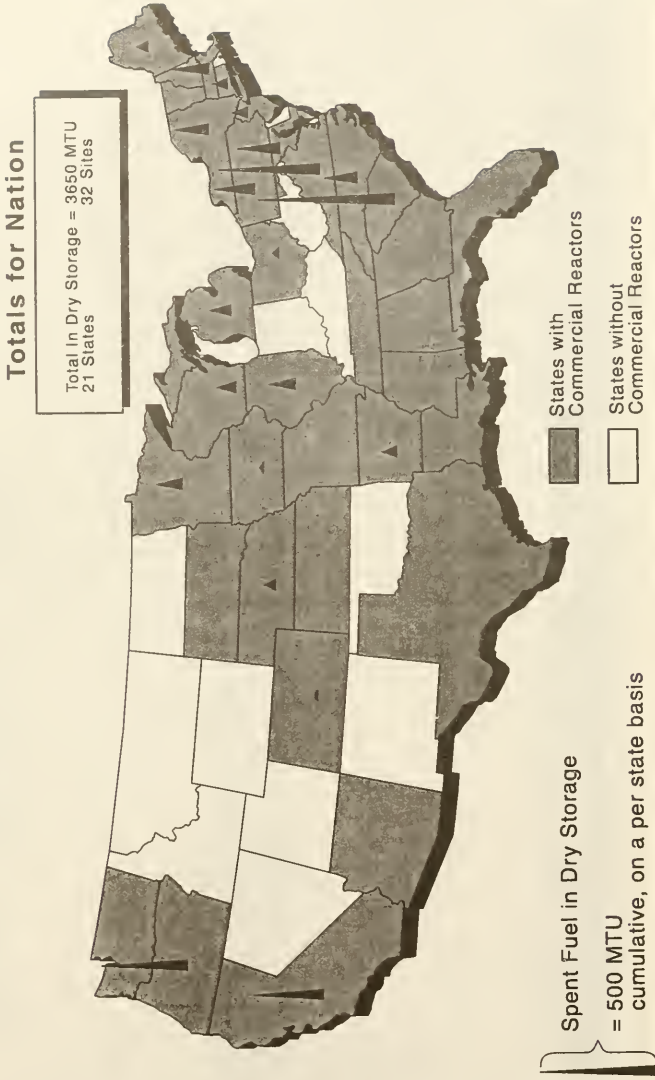 Totals for Nation
Total In Dry Storage = 3650 MTU
21 States 32 Sites
States with
Commercial Reactors
States without
Commercial Reactors
Spent Fuel in Dry Storage
= 500 MTU
cumulative, on a per state basis